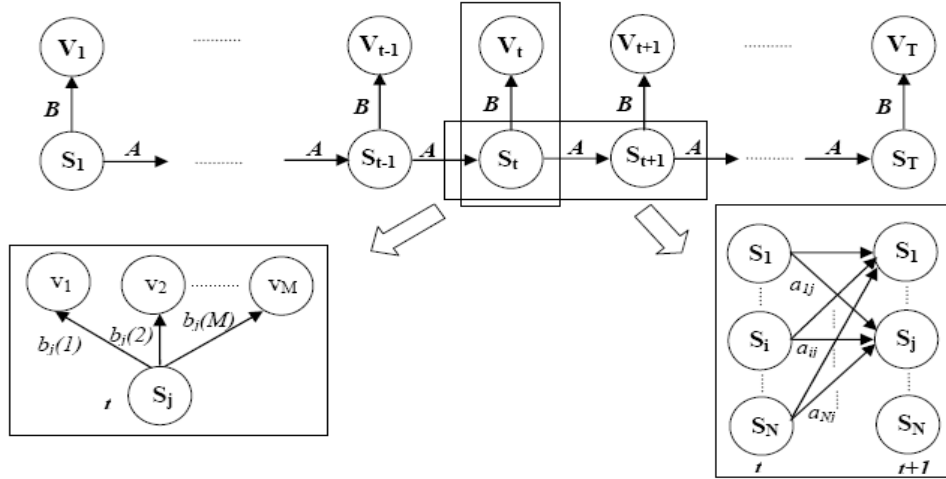 V1 ........ Vt-1 Vt Vt+1 ........ VT
B B B B B
A A A A A A
S1 ........ St-1 St St+1 ........ ST
v1 v2 ........ vM
bj(1) bj(2) bj(M)
t Sj
S1 S1
a1j
Si aij Sj
aNj
SN SN
t t+1